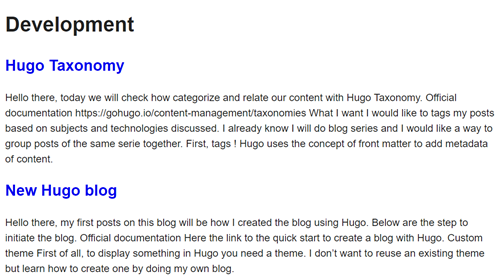 Development
Hugo Taxonomy
Hello there, today we will check how categorize and relate our content with Hugo Taxonomy. Official
documentation https://gohugo.io/content-management/taxonomies What I want I would like to tags my posts
based on subjects and technologies discussed. I already know I will do blog series and I would like a way to
group posts of the same serie together. First, tags ! Hugo uses the concept of front matter to add metadata
of content.
New Hugo blog
Hello there, my first posts on this blog will be how I created the blog using Hugo. Below are the step to
initiate the blog. Official documentation Here the link to the quick start to create a blog with Hugo. Custom
theme First of all, to display something in Hugo you need a theme. I don't want to reuse an existing theme
but learn how to create one by doing my own blog.